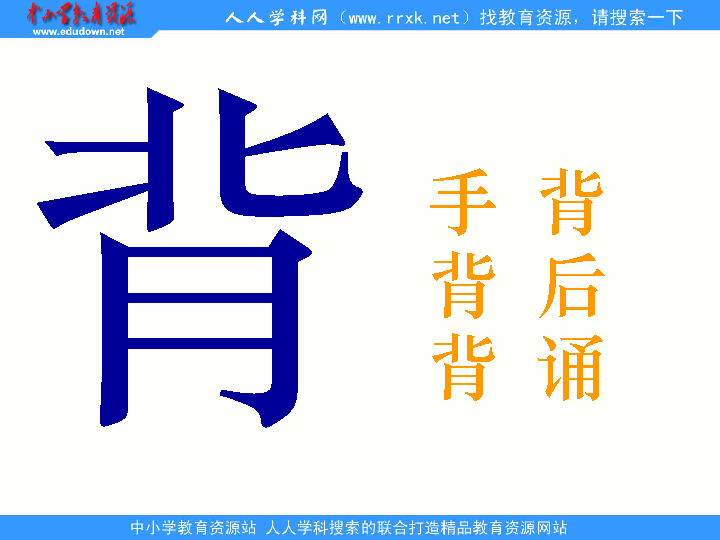 中小学教育资源
www.edudown.net
人人学科网（www.rrxk.net）找教育资源，请搜索一下
背
手 背
背 后
背 诵
中小学教育资源站 人人学科搜索的联合打造精品教育资源网站